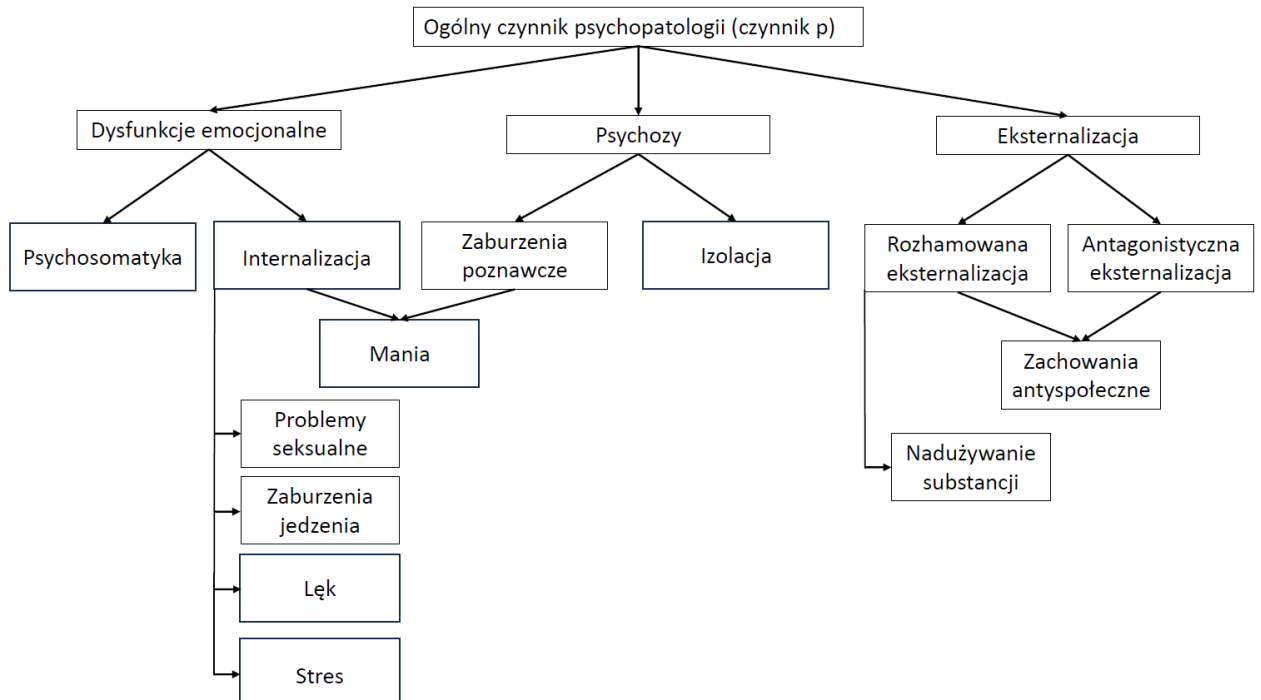 Ogólny czynnik psychopatologii (czynnik p)
Dysfunkcje emocjonalne
Psychozy
Eksternalizacja
Psychosomatyka
Internalizacja
Zaburzenia
poznawcze
Izolacja
Rozhamowana
eksternalizacja
Antagonistyczna
eksternalizacja
Mania
Zachowania
antyspołeczne
Problemy
seksualne
Nadużywanie
substancji
Zaburzenia
jedzenia
Lęk
Stres